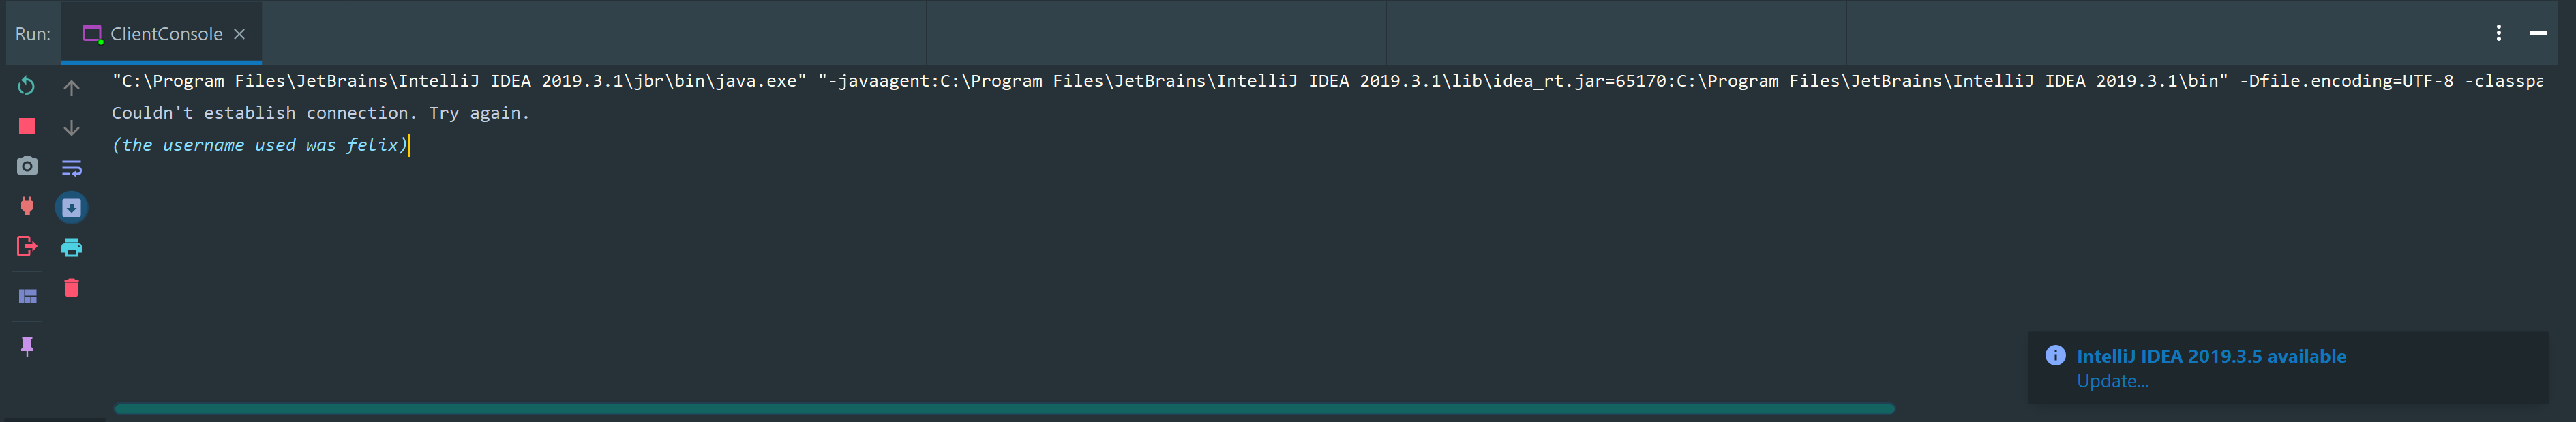 Run: ClientConsole
"C:\Program Files\JetBrains\IntelliJ IDEA 2019.3.1\jbr\bin\java.exe" "-javaagent:C:\Program Files\JetBrains\IntelliJ IDEA 2019.3.1\lib\idea_rt.jar=65170:C:\Program Files\JetBrains\IntelliJ IDEA 2019.3.1\bin" -Dfile.encoding=UTF-8 -classpa
Couldn't establish connection. Try again.
(the username used was felix)
IntelliJ IDEA 2019.3.5 available
Update...